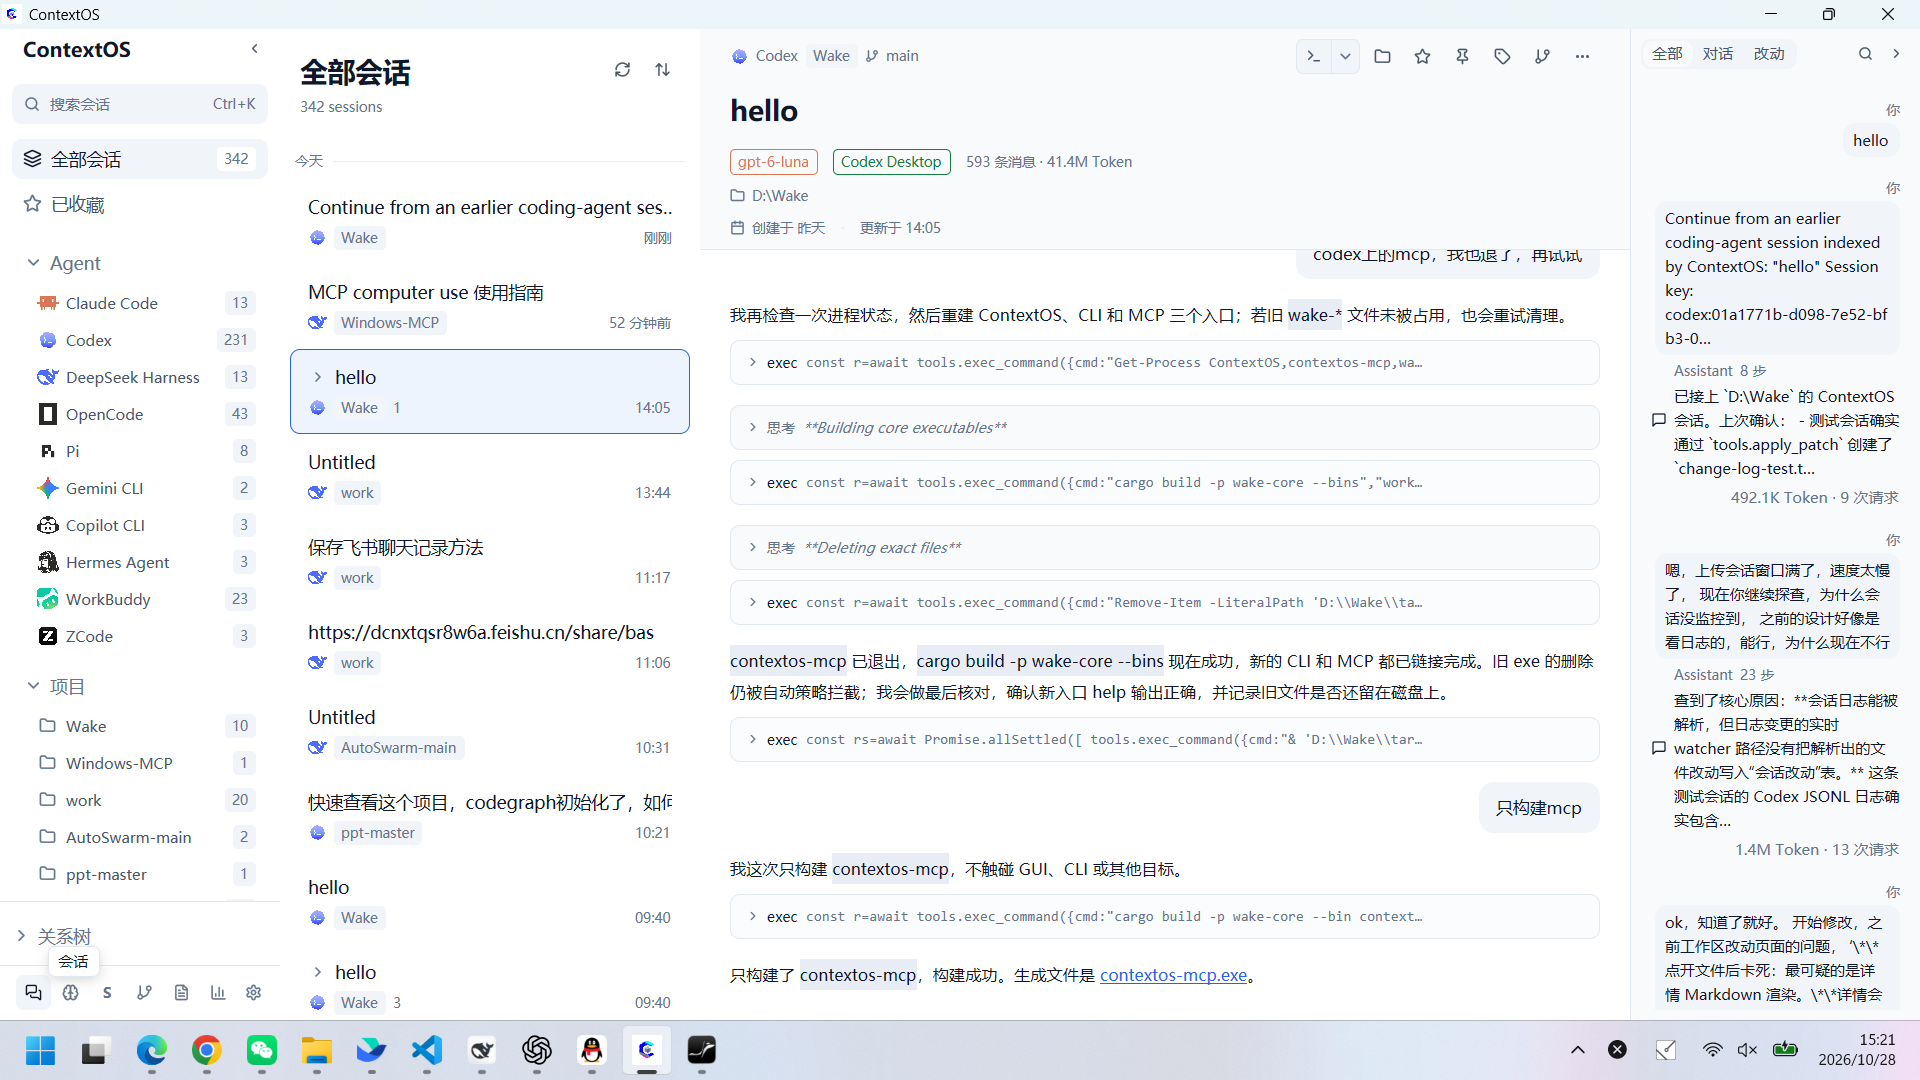 ContextOS
ContextOS
搜索会话 Ctrl+K
全部会话 342
已收藏
Agent
Claude Code 13
Codex 231
DeepSeek Harness 13
OpenCode 43
Pi 8
Gemini CLI 2
Copilot CLI 3
Hermes Agent 3
WorkBuddy 23
ZCode 3
项目
Wake 10
Windows-MCP 1
work 20
AutoSwarm-main 2
ppt-master 1
关系树
会话
全部会话
342 sessions
今天
Continue from an earlier coding-agent ses..
Wake 刚刚
MCP computer use 使用指南
Windows-MCP 52 分钟前
hello
Wake 1 14:05
Untitled
work 13:44
保存飞书聊天记录方法
work 11:17
https://dcnxtqsr8w6a.feishu.cn/share/bas
work 11:06
Untitled
AutoSwarm-main 10:31
快速查看这个项目，codegraph初始化了，如何
ppt-master 10:21
hello
Wake 09:40
hello
Wake 3 09:40
Codex Wake main
hello
gpt-6-luna Codex Desktop 593 条消息 · 41.4M Token
D:\Wake
创建于 昨天 · 更新于 14:05
codex上的mcp，我也退了，再试试
我再检查一次进程状态，然后重建 ContextOS、CLI 和 MCP 三个入口；若旧 wake-* 文件未被占用，也会重试清理。
exec const r=await tools.exec_command({cmd:"Get-Process ContextOS,contextos-mcp,wa…
思考 **Building core executables**
exec const r=await tools.exec_command({cmd:"cargo build -p wake-core --bins","work…
思考 **Deleting exact files**
exec const r=await tools.exec_command({cmd:"Remove-Item -LiteralPath 'D:\\Wake\\ta…
contextos-mcp 已退出，cargo build -p wake-core --bins 现在成功，新的 CLI 和 MCP 都已链接完成。旧 exe 的删除
仍被自动策略拦截；我会做最后核对，确认新入口 help 输出正确，并记录旧文件是否还留在磁盘上。
exec const rs=await Promise.allSettled([ tools.exec_command({cmd:"& 'D:\\Wake\\tar…
只构建mcp
我这次只构建 contextos-mcp，不触碰 GUI、CLI 或其他目标。
exec const r=await tools.exec_command({cmd:"cargo build -p wake-core --bin context…
只构建了 contextos-mcp，构建成功。生成文件是 contextos-mcp.exe。
全部 对话 改动
你
hello
你
Continue from an earlier
coding-agent session indexed
by ContextOS: "hello" Session
key:
codex:01a1771b-d098-7e52-bf
b3-0...
Assistant 8 步
已接上 `D:\Wake` 的 ContextOS
会话。上次确认： - 测试会话确实
通过 `tools.apply_patch` 创建了
`change-log-test.t...
492.1K Token · 9 次请求
你
嗯，上传会话窗口满了，速度太慢
了， 现在你继续探查，为什么会
话没监控到， 之前的设计好像是
看日志的，能行，为什么现在不行
Assistant 23 步
查到了核心原因：**会话日志能被
解析，但日志变更的实时
watcher 路径没有把解析出的文
件改动写入“会话改动”表。** 这条
测试会话的 Codex JSONL 日志确
实包含...
1.4M Token · 13 次请求
你
ok，知道了就好。 开始修改，之
前工作区改动页面的问题， ‘\*\*
点开文件后卡死：最可疑的是详
情 Markdown 渲染。\*\*详情会
15:21
2026/10/28